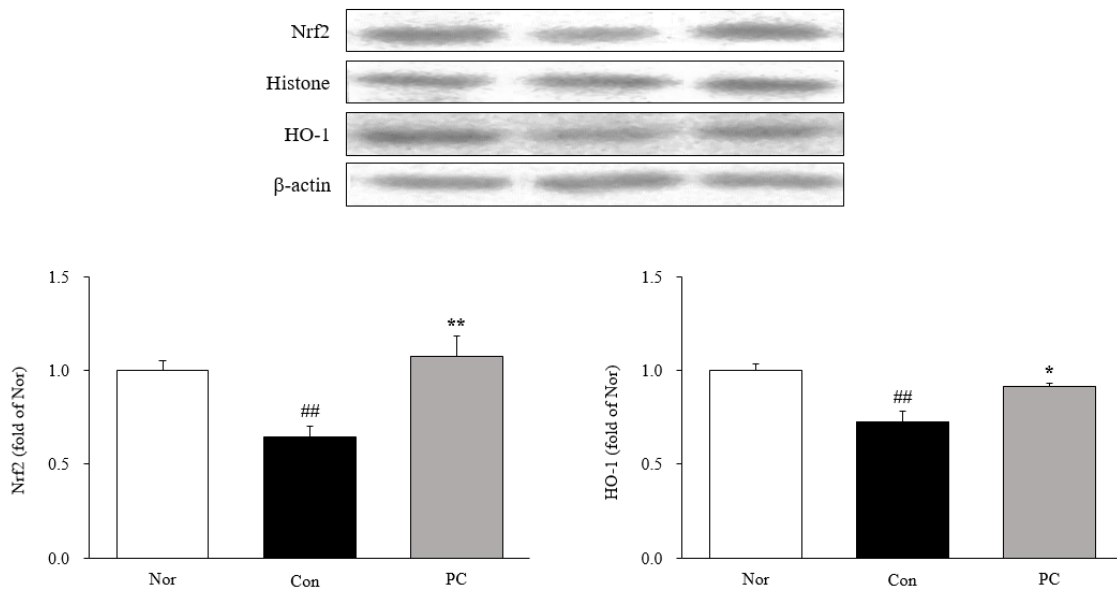 Nrf2
Histone
HO-1
β-actin
Nrf2 (fold of Nor)
1.5
1.0
0.5
0.0
##
**
Nor
Con
PC
HO-1 (fold of Nor)
1.5
1.0
0.5
0.0
##
*
Nor
Con
PC